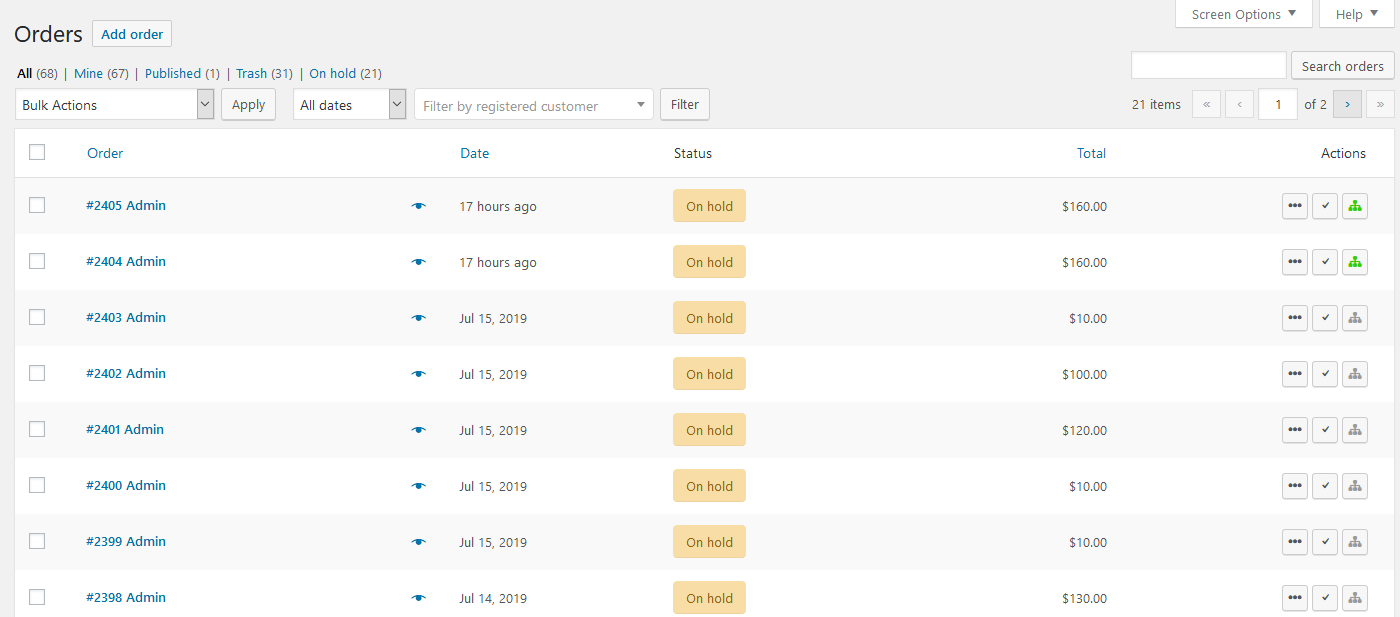 Screen Options ▼ Help ▼
Orders Add order
All (68) | Mine (67) | Published (1) | Trash (31) | On hold (21)
Search orders
Bulk Actions Apply All dates Filter by registered customer Filter 21 items « ‹ 1 of 2 › »
Order Date Status Total Actions
#2405 Admin 17 hours ago On hold $160.00
#2404 Admin 17 hours ago On hold $160.00
#2403 Admin Jul 15, 2019 On hold $10.00
#2402 Admin Jul 15, 2019 On hold $100.00
#2401 Admin Jul 15, 2019 On hold $120.00
#2400 Admin Jul 15, 2019 On hold $10.00
#2399 Admin Jul 15, 2019 On hold $10.00
#2398 Admin Jul 14, 2019 On hold $130.00